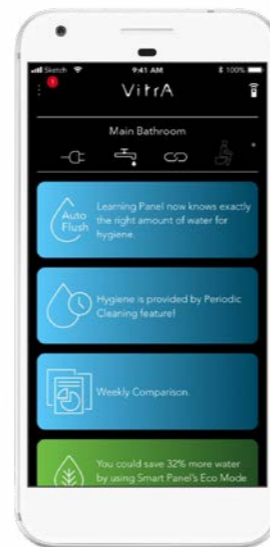 Sketch 9:41 AM 100%
VitrA
Main Bathroom
Auto
Flush
Learning Panel now knows exactly
the right amount of water for
hygiene.
Hygiene is provided by Periodic
Cleaning feature!
Weekly Comparison.
You could save 32% more water
by using Smart Panel's Eco Mode